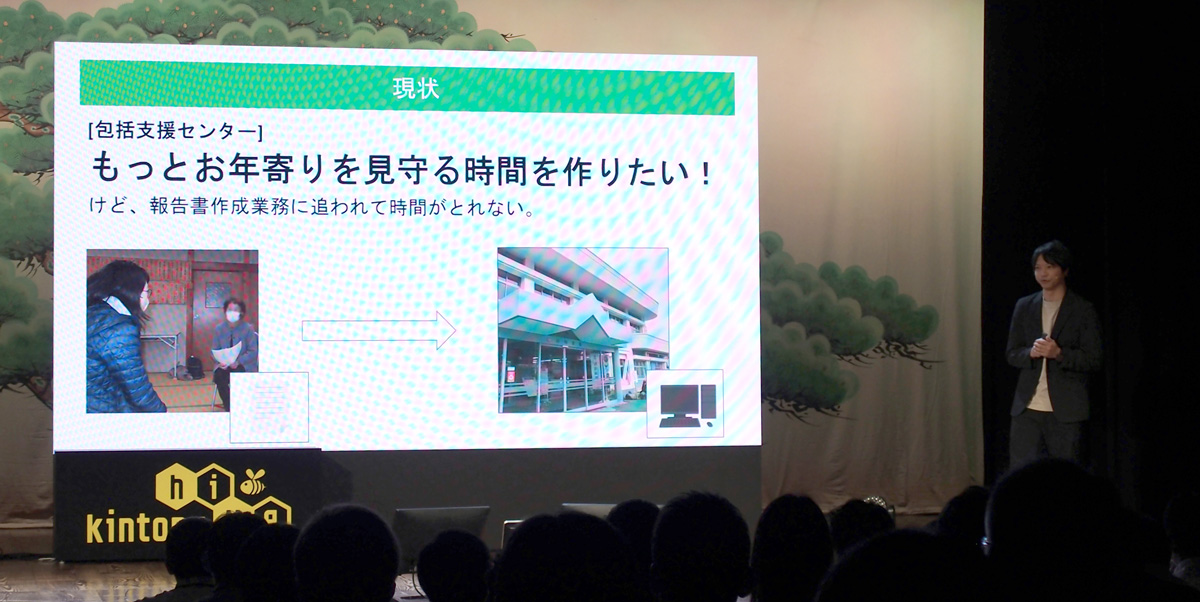 現状
[包括支援センター]
もっとお年寄りを見守る時間を作りたい！
けど、報告書作成業務に追われて時間がとれない。
hi